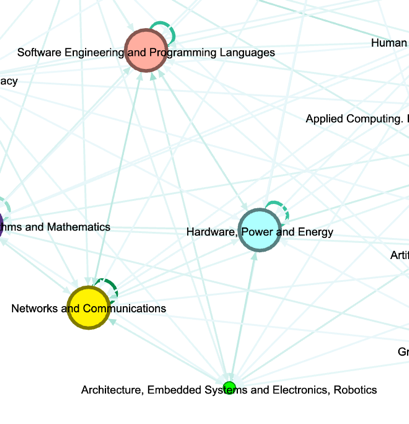 Human
Software Engineering and Programming Languages
acy
Applied Computing.
hms and Mathematics
Hardware, Power and Energy
Artif
Networks and Communications
Gr
Architecture, Embedded Systems and Electronics, Robotics